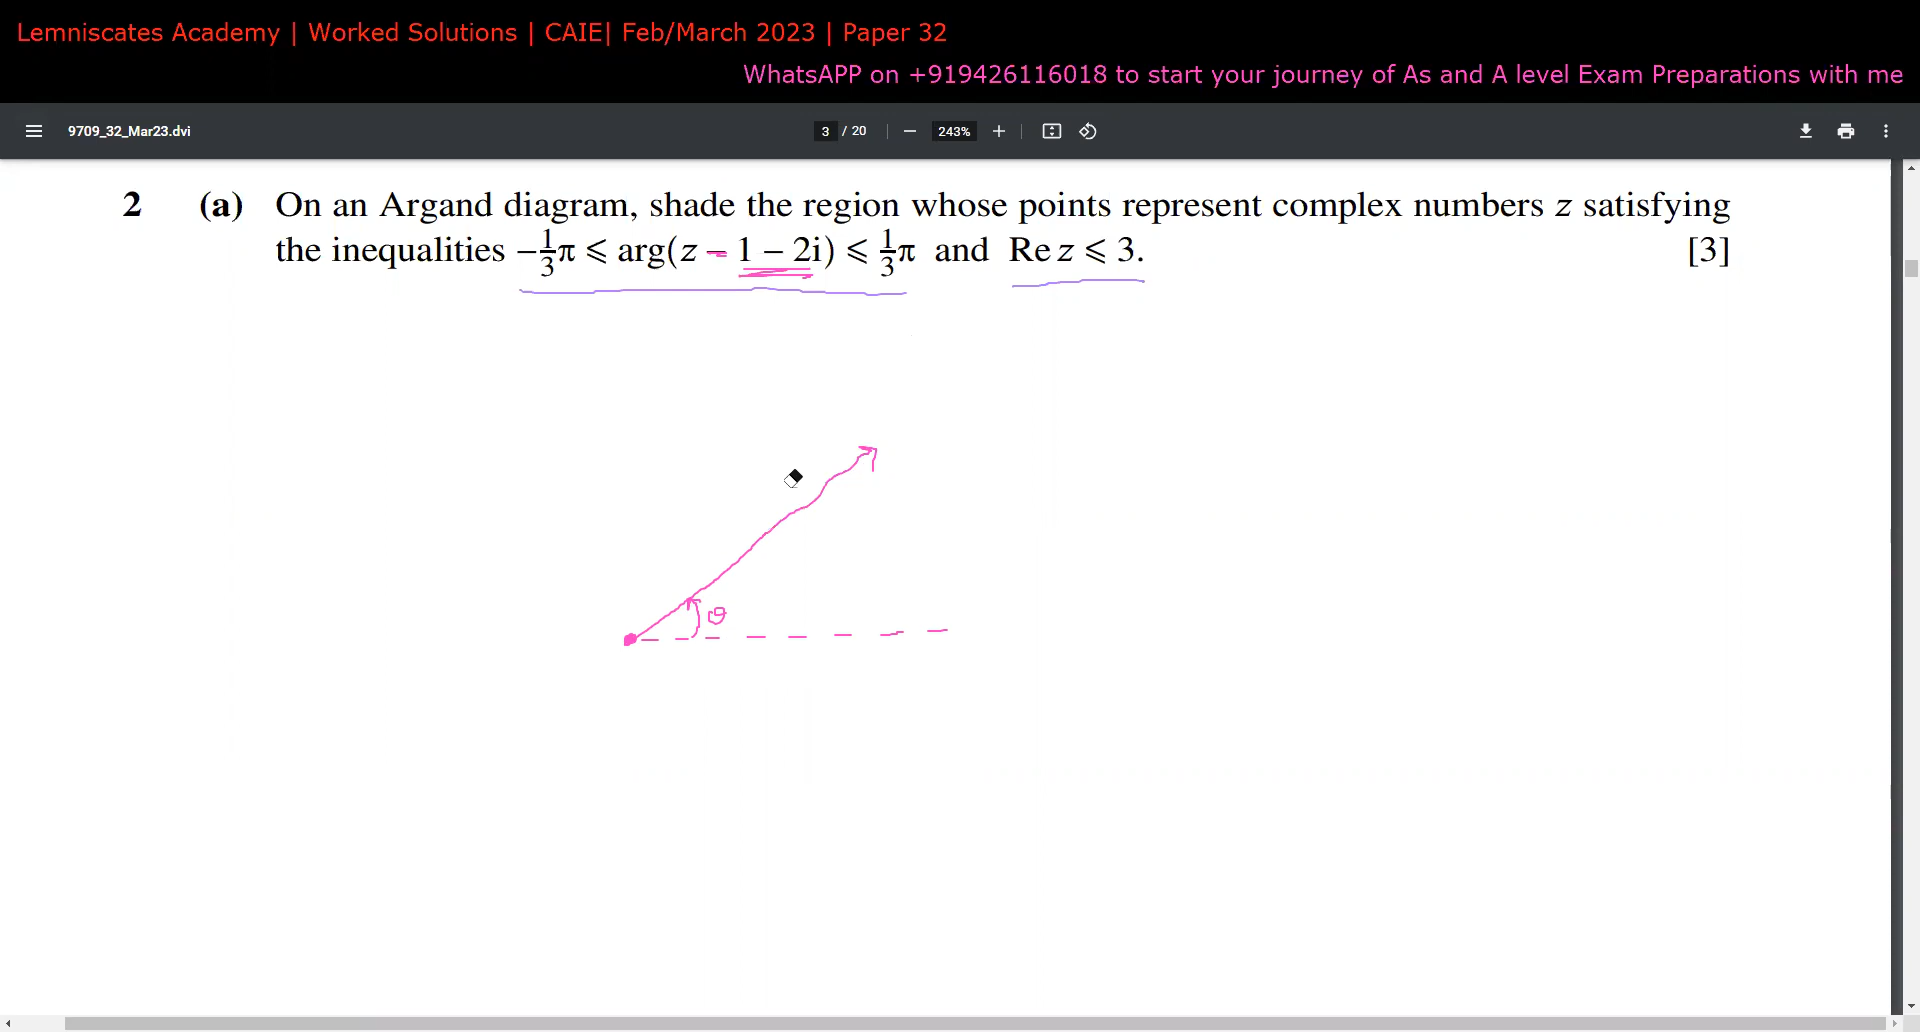 Lemniscates Academy | Worked Solutions | CAIE| Feb/March 2023 | Paper 32
WhatsAPP on +919426116018 to start your journey of As and A level Exam Preparations with me
9709_32_Mar23.dvi 3 / 20 243%
2 (a) On an Argand diagram, shade the region whose points represent complex numbers z satisfying
the inequalities −1/3π ⩽ arg(z − 1 − 2i) ⩽ 1/3π and Re z ⩽ 3. [3]
θ